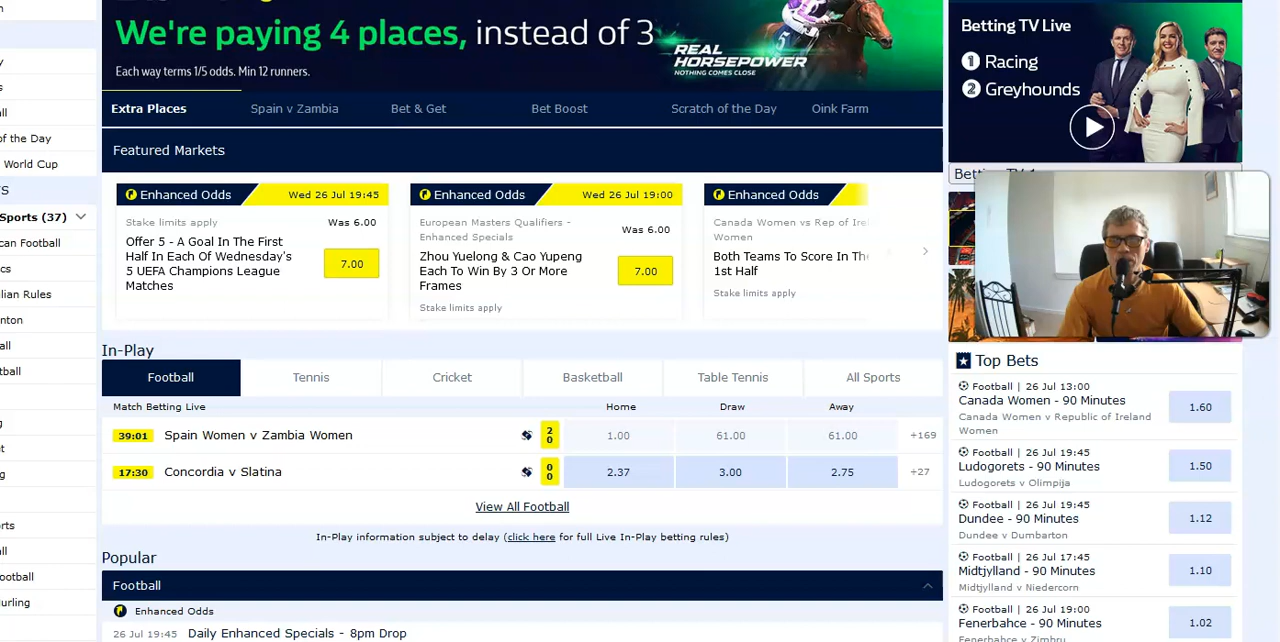 We're paying 4 places, instead of 3
Each way terms 1/5 odds. Min 12 runners.
REAL
HORSEPOWER
NOTHING COMES CLOSE
5
Extra Places
Spain v Zambia
Bet & Get
Bet Boost
Scratch of the Day
Oink Farm
Featured Markets
Enhanced Odds
Wed 26 Jul 19:45
Stake limits apply
Was 6.00
Offer 5 - A Goal In The First
Half In Each Of Wednesday's
5 UEFA Champions League
Matches
7.00
Enhanced Odds
Wed 26 Jul 19:00
European Masters Qualifiers -
Enhanced Specials
Was 6.00
Zhou Yuelong & Cao Yupeng
Each To Win By 3 Or More
Frames
7.00
Stake limits apply
Enhanced Odds
Canada Women vs Rep of Irel
Women
Both Teams To Score In The
1st Half
Stake limits apply
In-Play
Football
Tennis
Cricket
Basketball
Table Tennis
All Sports
Match Betting Live
Home
Draw
Away
39:01
Spain Women v Zambia Women
2
0
1.00
61.00
61.00
+169
17:30
Concordia v Slatina
0
0
2.37
3.00
2.75
+27
View All Football
In-Play information subject to delay (click here for full Live In-Play betting rules)
Popular
Football
Enhanced Odds
26 Jul 19:45
Daily Enhanced Specials - 8pm Drop
of the Day
World Cup
Sports (37)
can Football
lian Rules
nton
Betting TV Live
1 Racing
2 Greyhounds
Top Bets
Football | 26 Jul 13:00
Canada Women - 90 Minutes
Canada Women v Republic of Ireland
Women
1.60
Football | 26 Jul 19:45
Ludogorets - 90 Minutes
Ludogorets v Olimpija
1.50
Football | 26 Jul 19:45
Dundee - 90 Minutes
Dundee v Dumbarton
1.12
Football | 26 Jul 17:45
Midtjylland - 90 Minutes
Midtjylland v Niedercorn
1.10
Football | 26 Jul 19:00
Fenerbahce - 90 Minutes
Fenerbahce v Zimbru
1.02